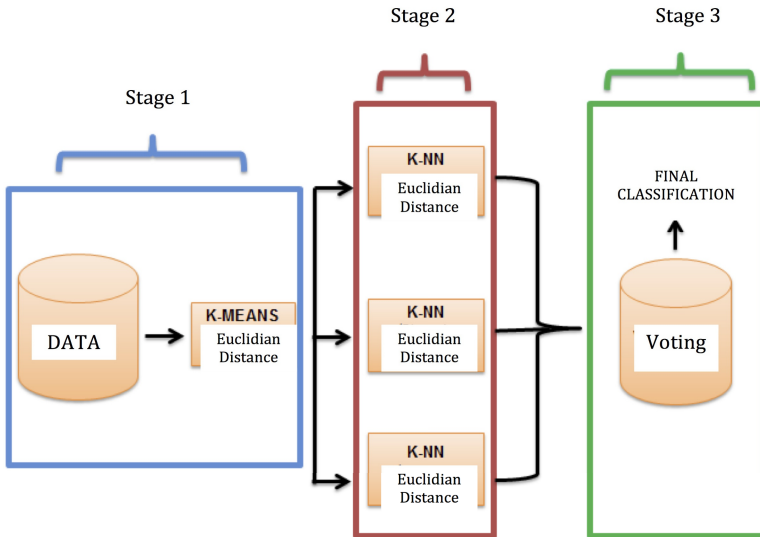 Stage 1
Stage 2
Stage 3
DATA
K-MEANS
Euclidian
Distance
K-NN
Euclidian
Distance
K-NN
Euclidian
Distance
K-NN
Euclidian
Distance
FINAL
CLASSIFICATION
Voting